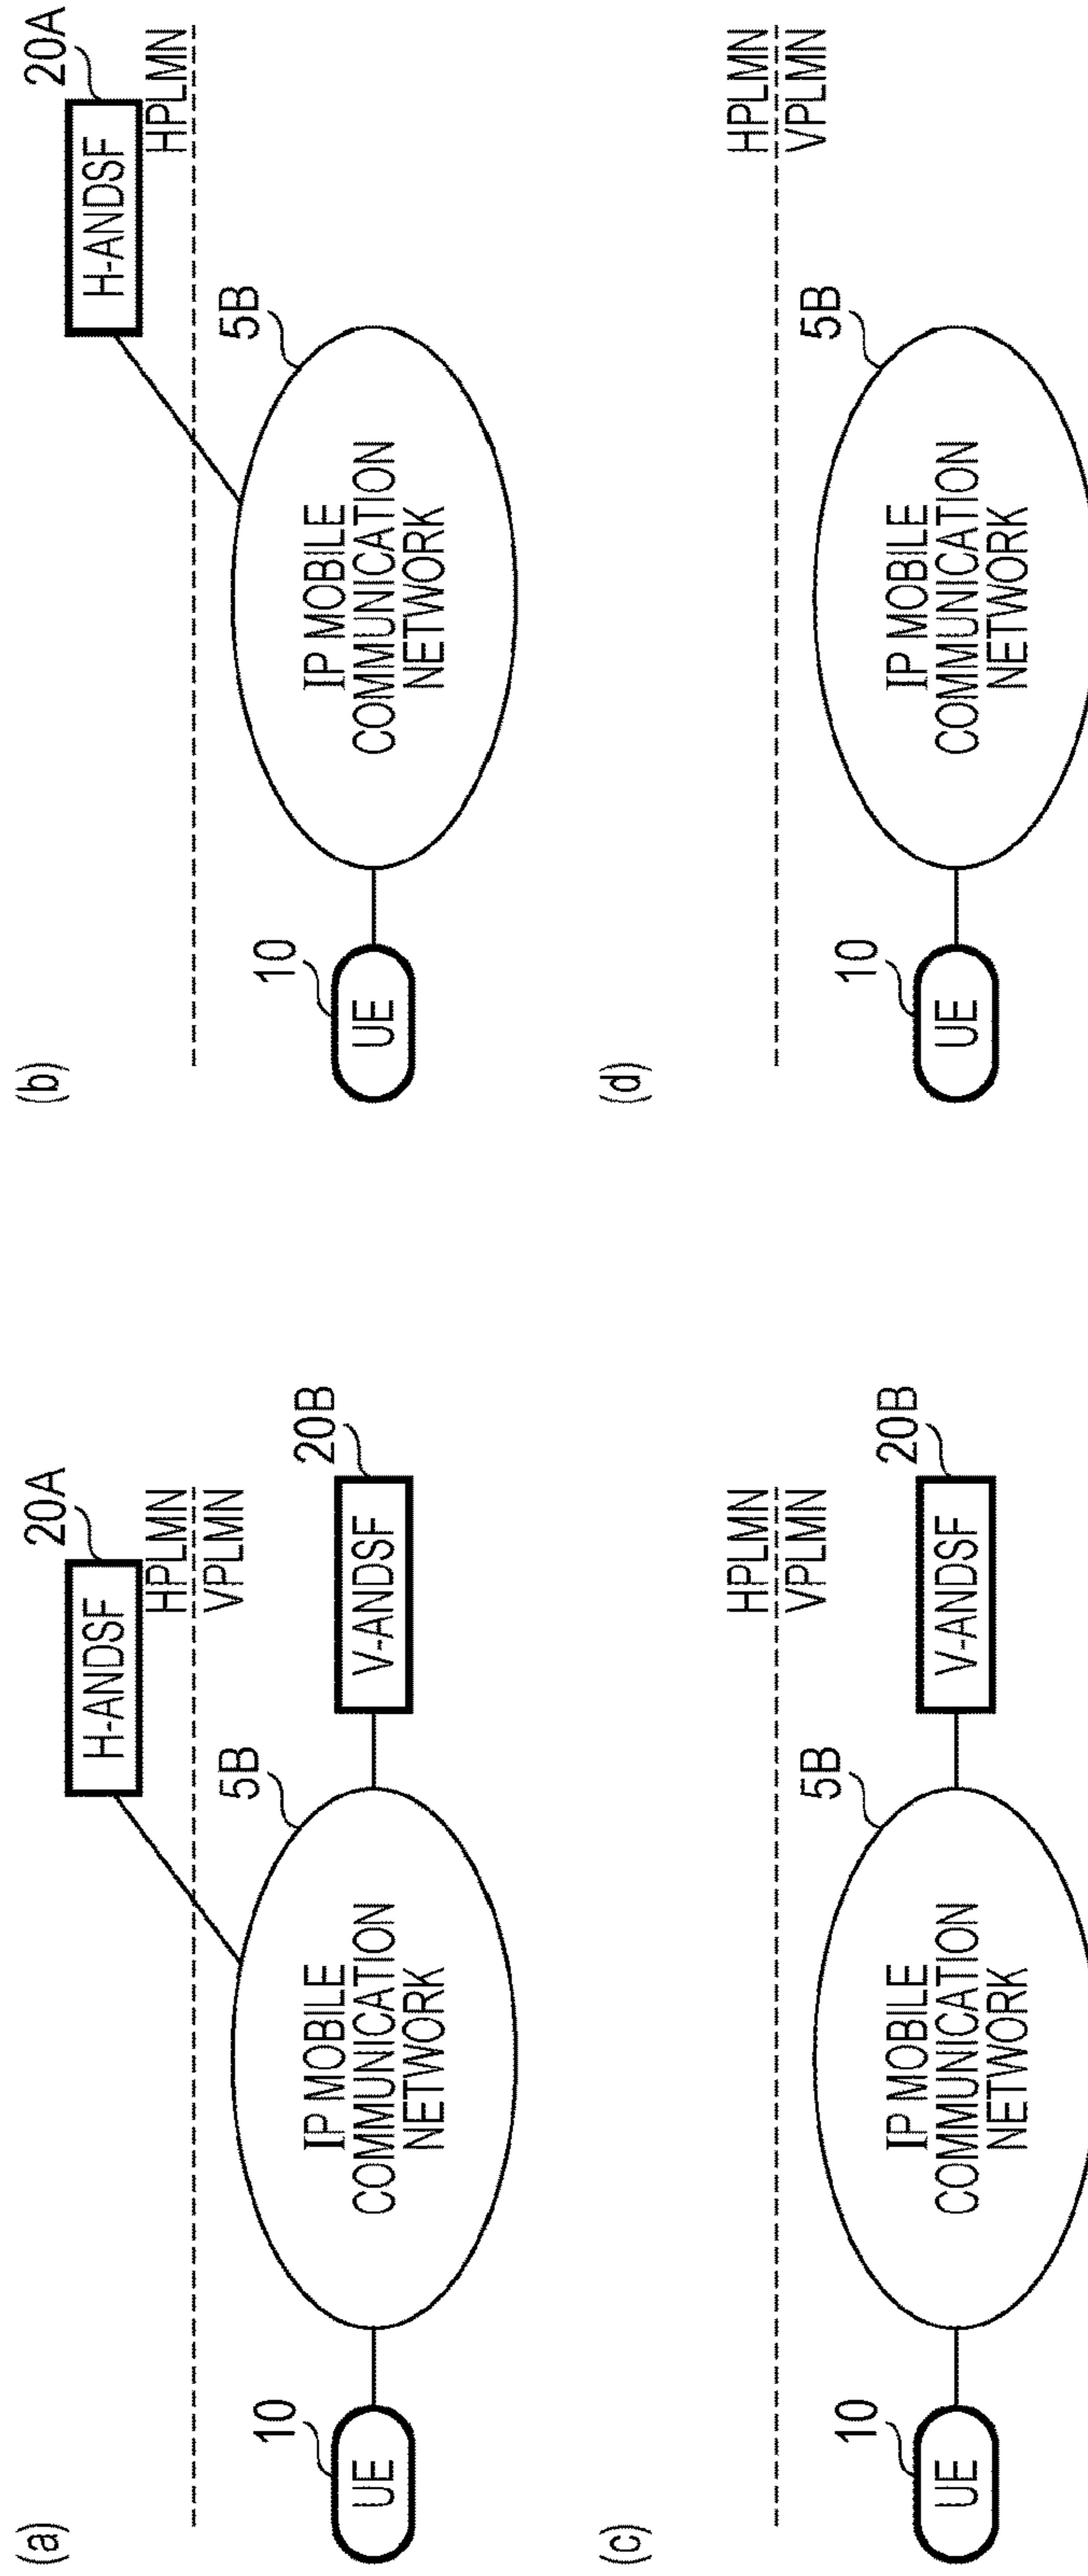 (a)
20A
H-ANDSF
HPLMN
VPLMN
5B
20B
10
UE
IP MOBILE
COMMUNICATION
NETWORK
V-ANDSF
(b)
20A
H-ANDSF
HPLMN
5B
10
UE
IP MOBILE
COMMUNICATION
NETWORK
(c)
HPLMN
VPLMN
5B
20B
10
UE
IP MOBILE
COMMUNICATION
NETWORK
V-ANDSF
(d)
HPLMN
VPLMN
5B
10
UE
IP MOBILE
COMMUNICATION
NETWORK